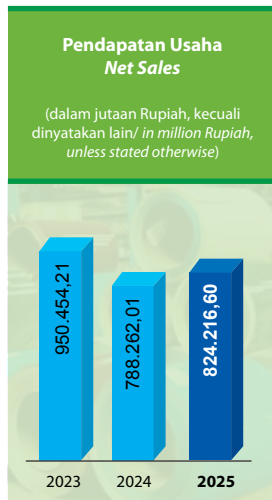 Pendapatan Usaha
Net Sales
(dalam jutaan Rupiah, kecuali
dinyatakan lain/ in million Rupiah,
unless stated otherwise)
950.454,21
788.262,01
824.216,60
2023
2024
2025